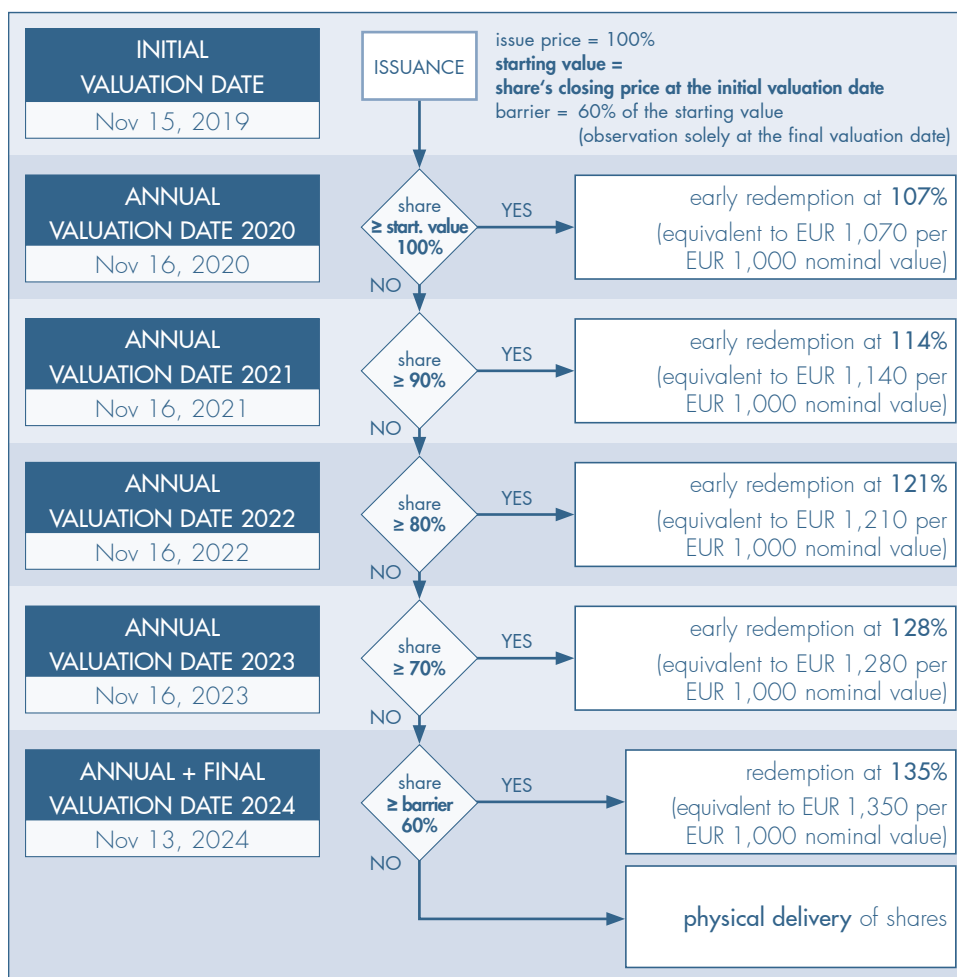 INITIAL
VALUATION DATE
Nov 15, 2019
ISSUANCE
issue price = 100%
starting value =
share's closing price at the initial valuation date
barrier = 60% of the starting value
(observation solely at the final valuation date)
ANNUAL
VALUATION DATE 2020
Nov 16, 2020
share
≥ start. value
100%
YES
NO
early redemption at 107%
(equivalent to EUR 1,070 per
EUR 1,000 nominal value)
ANNUAL
VALUATION DATE 2021
Nov 16, 2021
share
≥ 90%
YES
NO
early redemption at 114%
(equivalent to EUR 1,140 per
EUR 1,000 nominal value)
ANNUAL
VALUATION DATE 2022
Nov 16, 2022
share
≥ 80%
YES
NO
early redemption at 121%
(equivalent to EUR 1,210 per
EUR 1,000 nominal value)
ANNUAL
VALUATION DATE 2023
Nov 16, 2023
share
≥ 70%
YES
NO
early redemption at 128%
(equivalent to EUR 1,280 per
EUR 1,000 nominal value)
ANNUAL + FINAL
VALUATION DATE 2024
Nov 13, 2024
share
≥ barrier
60%
YES
NO
redemption at 135%
(equivalent to EUR 1,350 per
EUR 1,000 nominal value)
physical delivery of shares